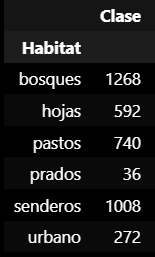 Clase
Habitat
bosques 1268
hojas 592
pastos 740
prados 36
senderos 1008
urbano 272